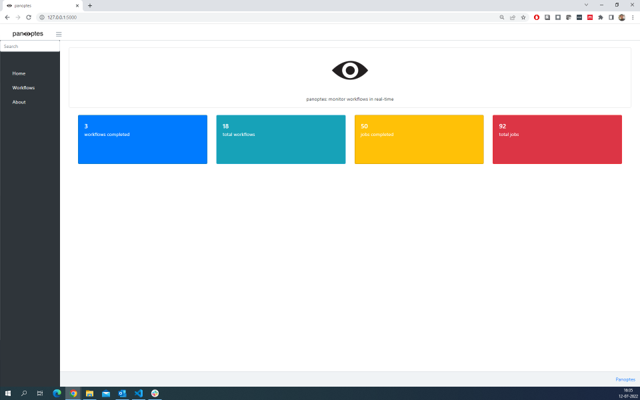 panoptes
127.0.0.1:5000
panoptes
Search
Home
Workflows
About
panoptes: monitor workflows in real-time
3
workflows completed
18
total workflows
50
jobs completed
92
total jobs
Panoptes
16:05
12-07-2022